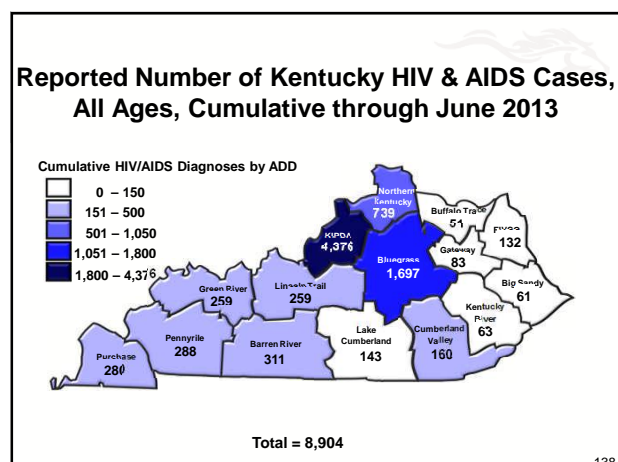 Reported Number of Kentucky HIV & AIDS Cases,
All Ages, Cumulative through June 2013
Cumulative HIV/AIDS Diagnoses by ADD
0 – 150
151 – 500
501 – 1,050
1,051 – 1,800
1,800 – 4,376
Northern
Kentucky
739
Buffalo Trace
51
132
KIPDA
4,376
Gateway
83
Bluegrass
1,697
Big Sandy
61
Green River
259
Lincoln Trail
259
Kentucky
River
63
Lake
Cumberland
143
Cumberland
Valley
160
Pennyrile
288
Barren River
311
Purchase
280
Total = 8,904
138